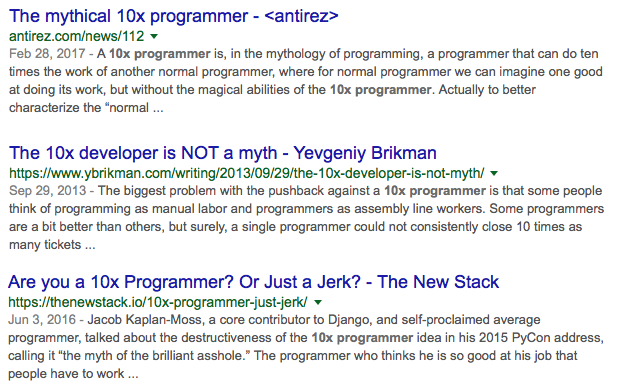 The mythical 10x programmer - <antirez>
antirez.com/news/112
Feb 28, 2017 - A 10x programmer is, in the mythology of programming, a programmer that can do ten
times the work of another normal programmer, where for normal programmer we can imagine one good
at doing its work, but without the magical abilities of the 10x programmer. Actually to better
characterize the “normal ...
The 10x developer is NOT a myth - Yevgeniy Brikman
https://www.ybrikman.com/writing/2013/09/29/the-10x-developer-is-not-myth/
Sep 29, 2013 - The biggest problem with the pushback against a 10x programmer is that some people
think of programming as manual labor and programmers as assembly line workers. Some programmers
are a bit better than others, but surely, a single programmer could not consistently close 10 times as
many tickets ...
Are you a 10x Programmer? Or Just a Jerk? - The New Stack
https://thenewstack.io/10x-programmer-just-jerk/
Jun 3, 2016 - Jacob Kaplan-Moss, a core contributor to Django, and self-proclaimed average
programmer, talked about the destructiveness of the 10x programmer idea in his 2015 PyCon address,
calling it “the myth of the brilliant asshole.” The programmer who thinks he is so good at his job that
people have to work ...